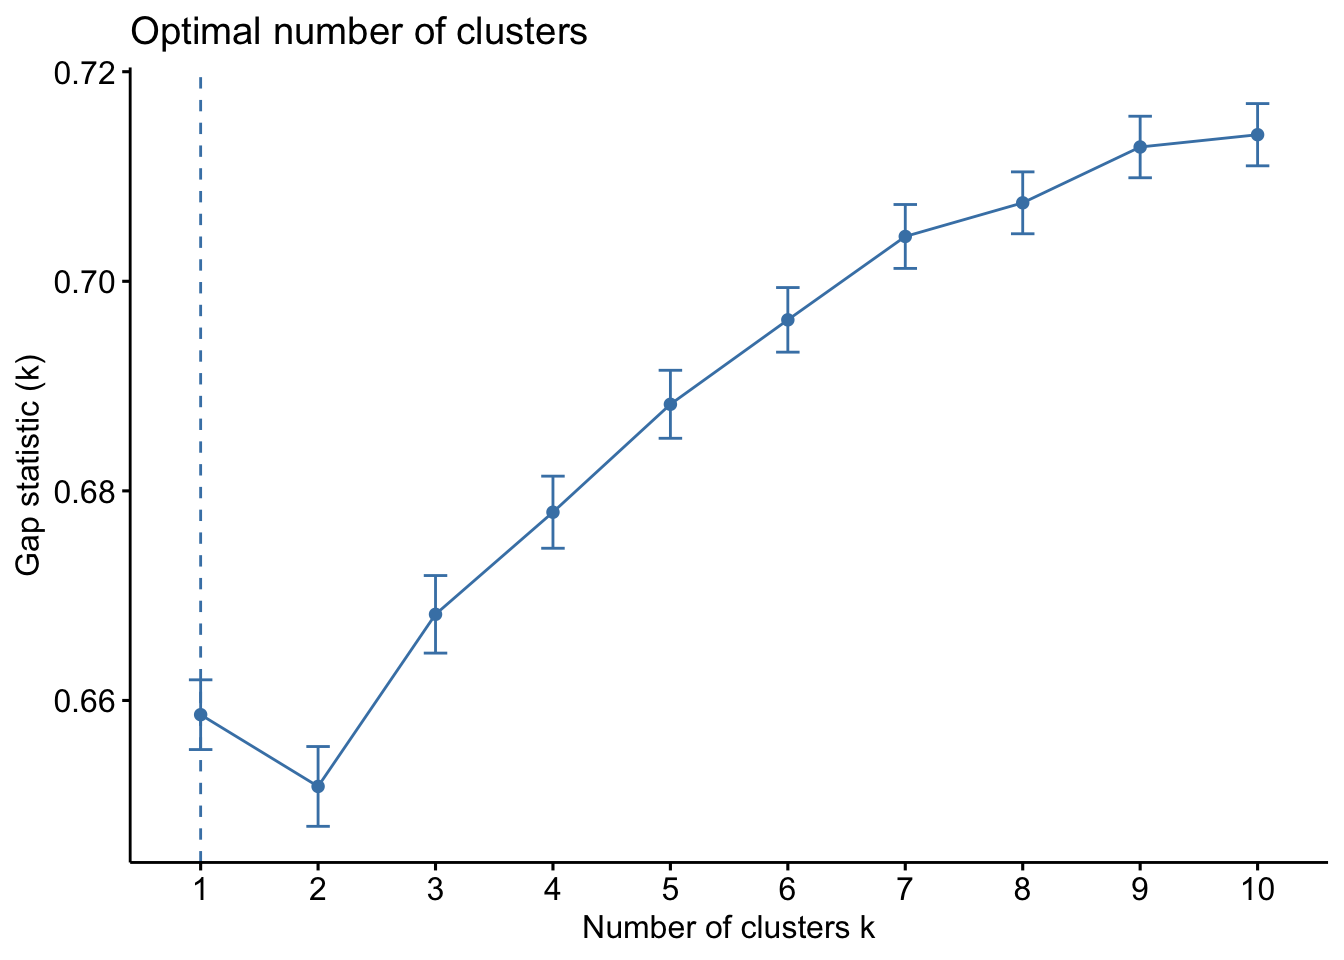 Optimal number of clusters
0.72
0.70
0.68
0.66
Gap statistic (k)
1 2 3 4 5 6 7 8 9 10
Number of clusters k